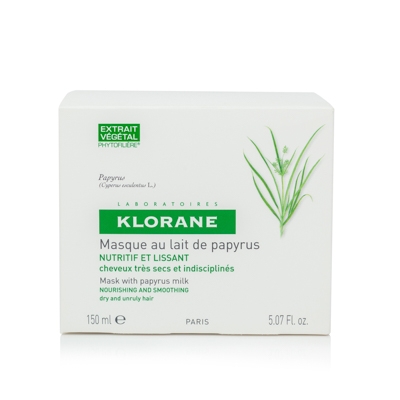 EXTRAIT
VÉGÉTAL
PHYTOFILIÈRE®
Papyrus
(Cyperus esculentus L.)
LABORATOIRES
KLORANE
Masque au lait de papyrus
NUTRITIF ET LISSANT
cheveux très secs et indisciplinés
Mask with papyrus milk
NOURISHING AND SMOOTHING
dry and unruly hair
150 ml ℮ PARIS 5.07 Fl. oz.